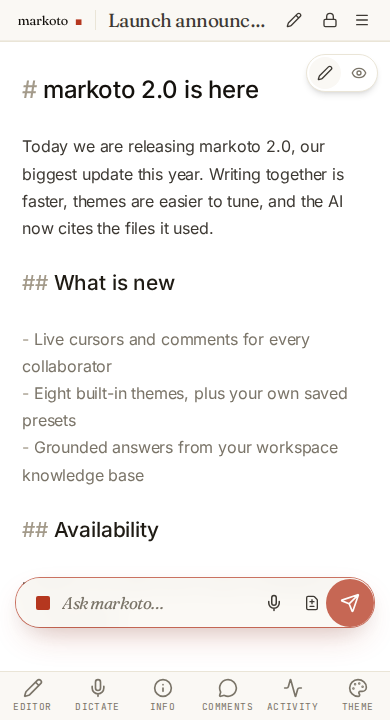 markoto
Launch announc...
# markoto 2.0 is here
Today we are releasing markoto 2.0, our
biggest update this year. Writing together is
faster, themes are easier to tune, and the AI
now cites the files it used.
## What is new
- Live cursors and comments for every
collaborator
- Eight built-in themes, plus your own saved
presets
- Grounded answers from your workspace
knowledge base
## Availability
Ask markoto...
EDITOR DICTATE INFO COMMENTS ACTIVITY THEME